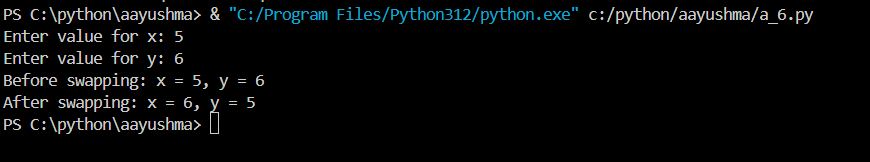 PS C:\python\aayushma> & "C:/Program Files/Python312/python.exe" c:/python/aayushma/a_6.py
Enter value for x: 5
Enter value for y: 6
Before swapping: x = 5, y = 6
After swapping: x = 6, y = 5
PS C:\python\aayushma>